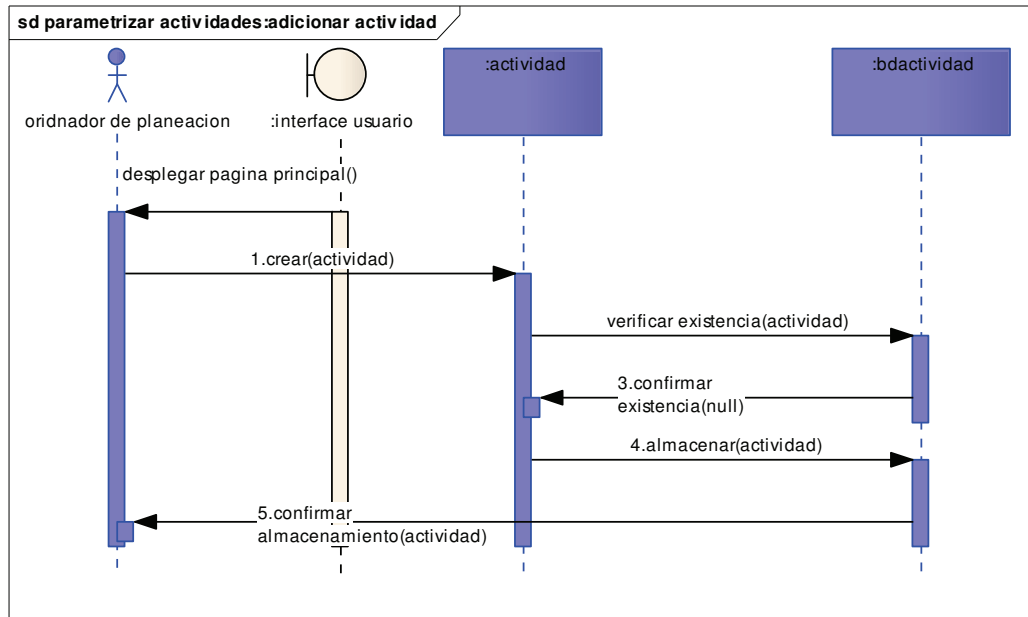 sd parametrizar actividades:adicionar actividad
oridnador de planeacion
:interface usuario
:actividad
:bdactividad
desplegar pagina principal()
1.crear(actividad)
verificar existencia(actividad)
3.confirmar
existencia(null)
4.almacenar(actividad)
5.confirmar
almacenamiento(actividad)